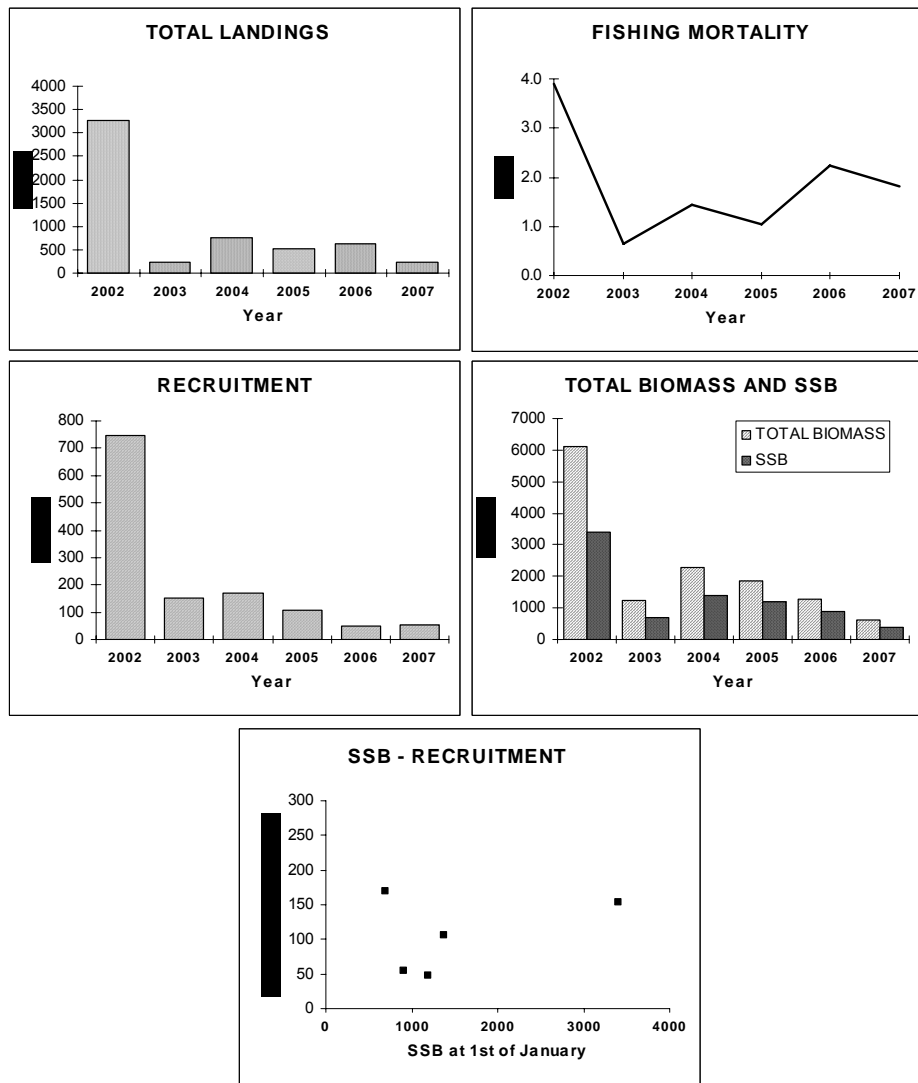 TOTAL LANDINGS
4000
3500
3000
2500
2000
1500
1000
500
0
2002 2003 2004 2005 2006 2007
Year
FISHING MORTALITY
4.0
3.0
2.0
1.0
0.0
2002 2003 2004 2005 2006 2007
Year
RECRUITMENT
800
700
600
500
400
300
200
100
0
2002 2003 2004 2005 2006 2007
Year
TOTAL BIOMASS AND SSB
7000
6000
5000
4000
3000
2000
1000
0
TOTAL BIOMASS
SSB
2002 2003 2004 2005 2006 2007
Year
SSB - RECRUITMENT
300
250
200
150
100
50
0
0 1000 2000 3000 4000
SSB at 1st of January